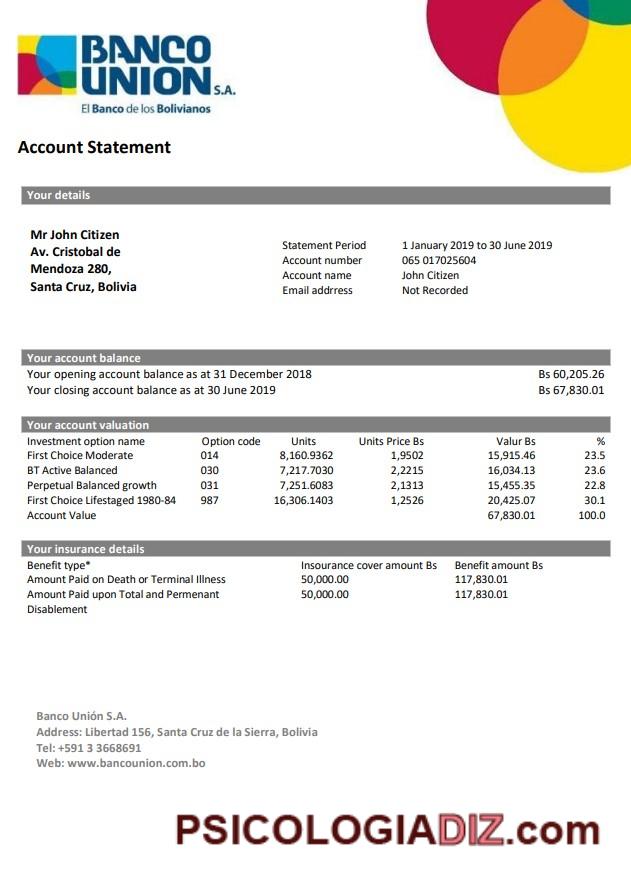 BANCO
UNION S.A.
El Banco de los Bolivianos
Account Statement
Your details
Mr John Citizen
Av. Cristobal de
Mendoza 280,
Santa Cruz, Bolivia
Statement Period 1 January 2019 to 30 June 2019
Account number 065 017025604
Account name John Citizen
Email adrress Not Recorded
Your account balance
Your opening account balance as at 31 December 2018 Bs 60,205.26
Your closing account balance as at 30 June 2019 Bs 67,830.01
Your account valuation
Investment option name Option code Units Units Price Bs Valur Bs %
First Choice Moderate 014 8,160.9362 1,9502 15,915.46 23.5
BT Active Balanced 030 7,217.7030 2,2215 16,034.13 23.6
Perpetual Balanced growth 031 7,251.6083 2,1313 15,455.35 22.8
First Choice Lifestaged 1980-84 987 16,306.1403 1,2526 20,425.07 30.1
Account Value 67,830.01 100.0
Your insurance details
Benefit type* Insourance cover amount Bs Benefit amount Bs
Amount Paid on Death or Terminal Illness 50,000.00 117,830.01
Amount Paid upon Total and Permenant 50,000.00 117,830.01
Disablement
Banco Unión S.A.
Address: Libertad 156, Santa Cruz de la Sierra, Bolivia
Tel: +591 3 3668691
Web: www.bancounion.com.bo
PSICOLOGIADIZ.com